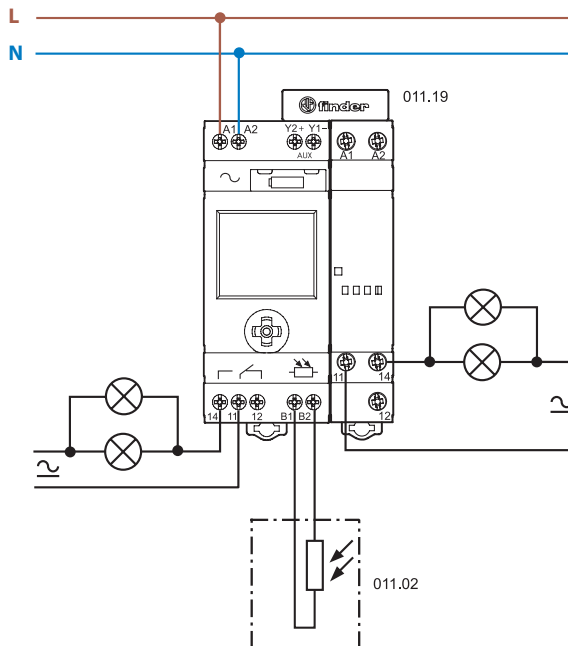 L
N
finder
011.19
A1 A2 Y2+ Y1-
AUX
A1 A2
11 14
12
14 11 12 B1 B2
011.02